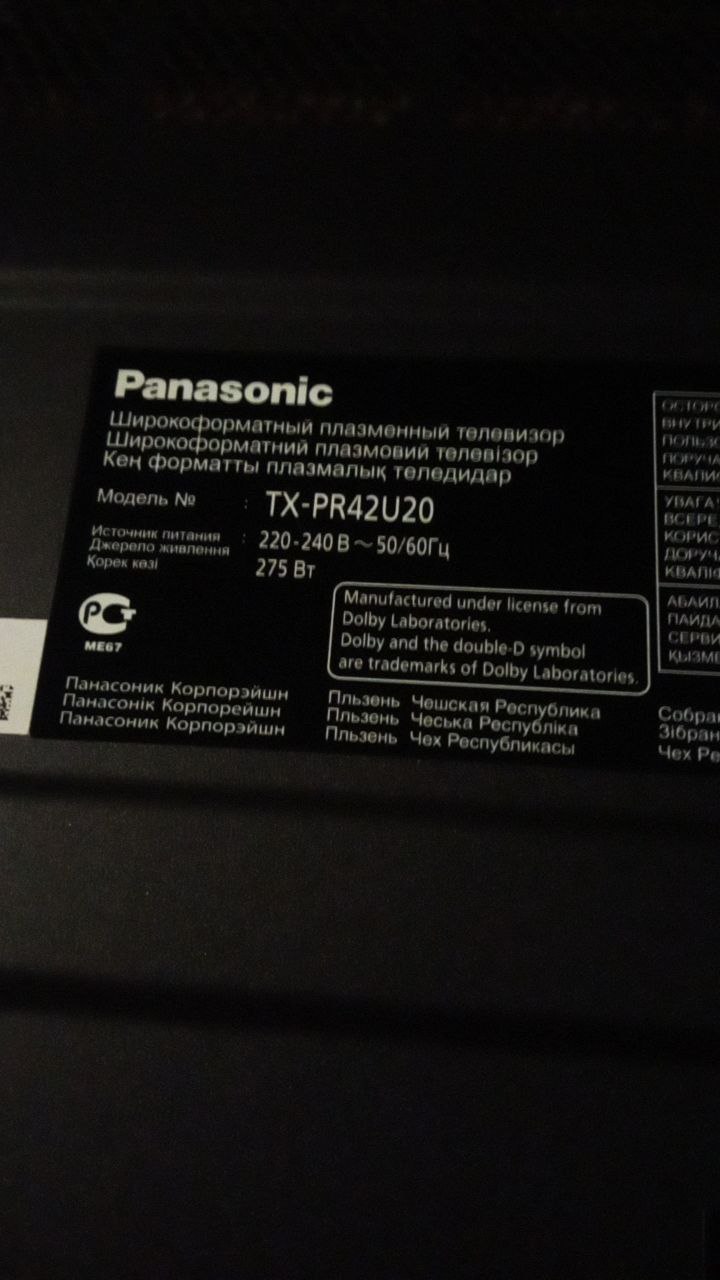 Panasonic
Широкоформатный плазменный телевизор
Широкоформатний плазмовий телевізор
Кең форматты плазмалық теледидар
Модель № : TX-PR42U20
Источник питания : 220-240 В ~ 50/60Гц
Джерело живлення
Қорек көзі 275 Вт
РСТ
ME67
Manufactured under license from
Dolby Laboratories.
Dolby and the double-D symbol
are trademarks of Dolby Laboratories.
Панасоник Корпорэйшн Пльзень Чешская Республика
Панасонік Корпорейшн Пльзень Чеська Республіка
Панасоник Корпорэйшн Пльзень Чех Республикасы